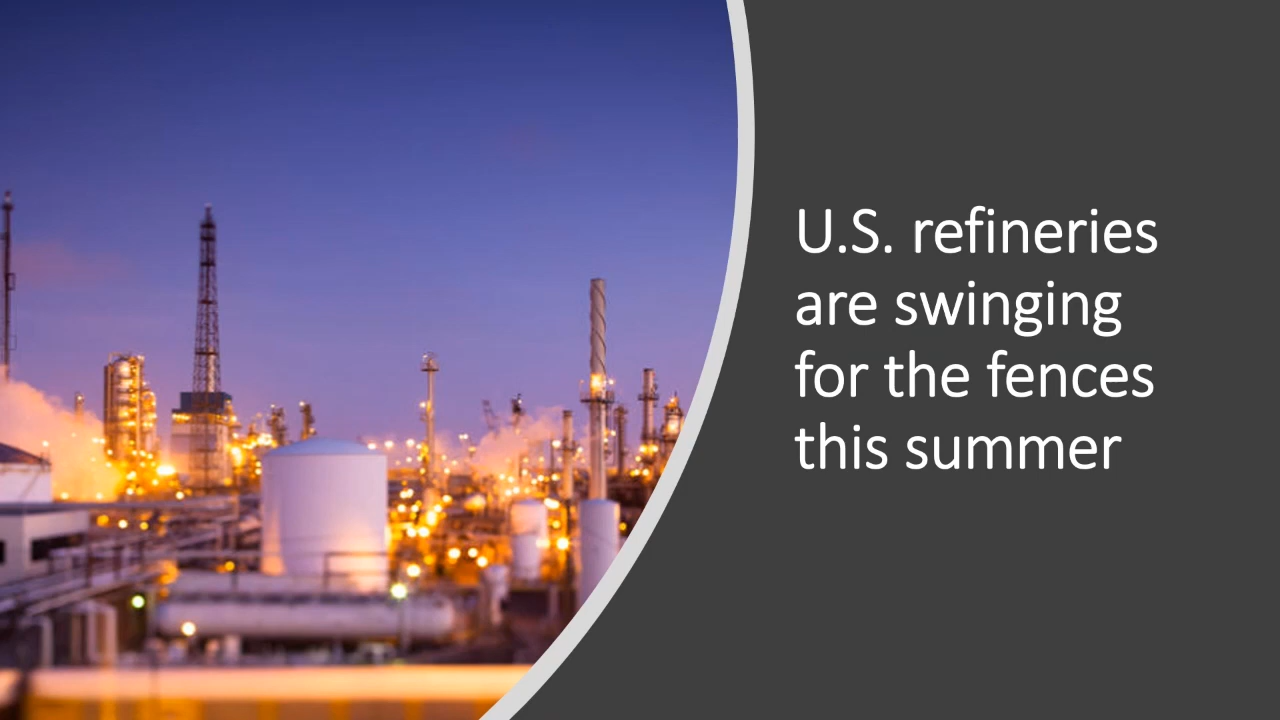 U.S. refineries
are swinging
for the fences
this summer